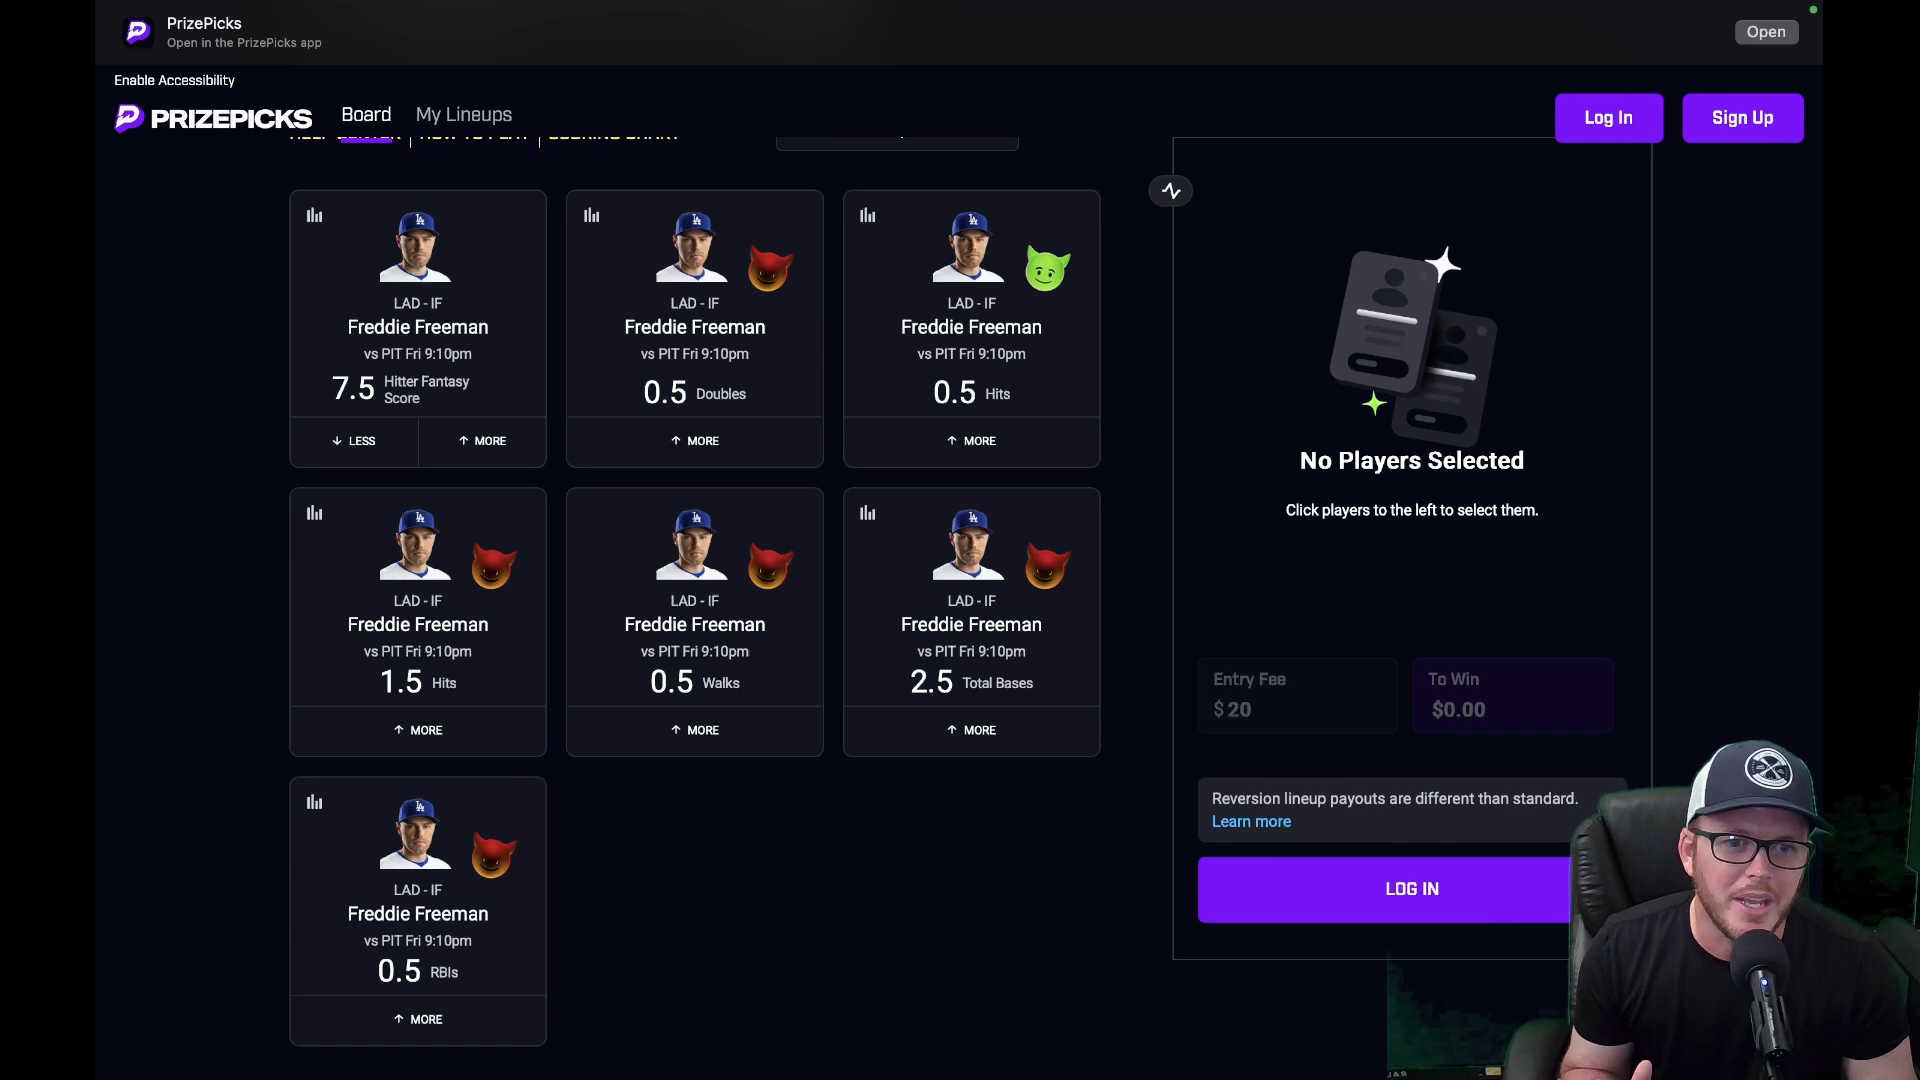 PrizePicks
Open in the PrizePicks app
Open
Enable Accessibility
PRIZEPICKS
Board
My Lineups
Log In
Sign Up
LAD - IF
Freddie Freeman
vs PIT Fri 9:10pm
7.5 Hitter Fantasy
Score
↓ LESS
↑ MORE
LAD - IF
Freddie Freeman
vs PIT Fri 9:10pm
0.5 Doubles
↑ MORE
LAD - IF
Freddie Freeman
vs PIT Fri 9:10pm
0.5 Hits
↑ MORE
LAD - IF
Freddie Freeman
vs PIT Fri 9:10pm
1.5 Hits
↑ MORE
LAD - IF
Freddie Freeman
vs PIT Fri 9:10pm
0.5 Walks
↑ MORE
LAD - IF
Freddie Freeman
vs PIT Fri 9:10pm
2.5 Total Bases
↑ MORE
LAD - IF
Freddie Freeman
vs PIT Fri 9:10pm
0.5 RBIs
↑ MORE
No Players Selected
Click players to the left to select them.
Entry Fee
$ 20
To Win
$0.00
Reversion lineup payouts are different than standard.
Learn more
LOG IN